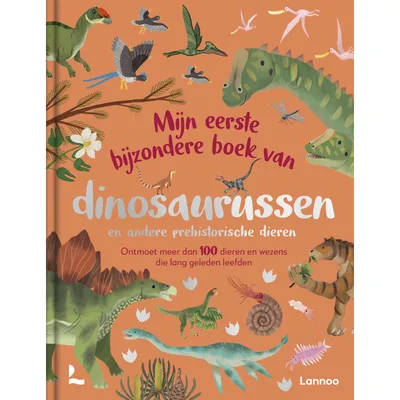 Mijn eerste
bijzondere boek van
dinosaurussen
en andere prehistorische dieren
Ontmoet meer dan 100 dieren en wezens
die lang geleden leefden
L
Lannoo